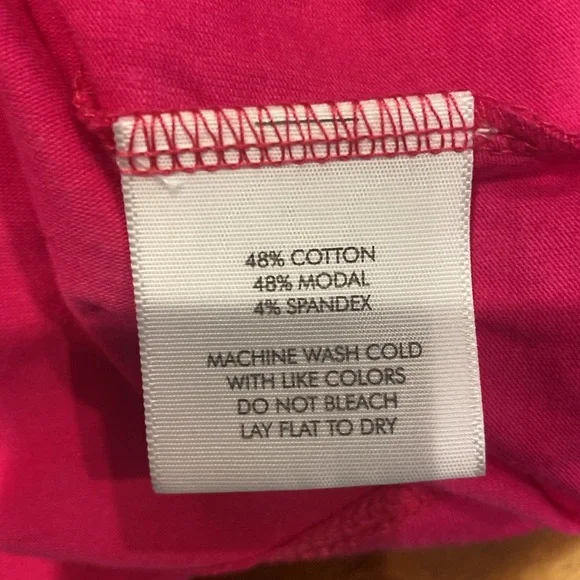 48% COTTON
48% MODAL
4% SPANDEX
MACHINE WASH COLD
WITH LIKE COLORS
DO NOT BLEACH
LAY FLAT TO DRY